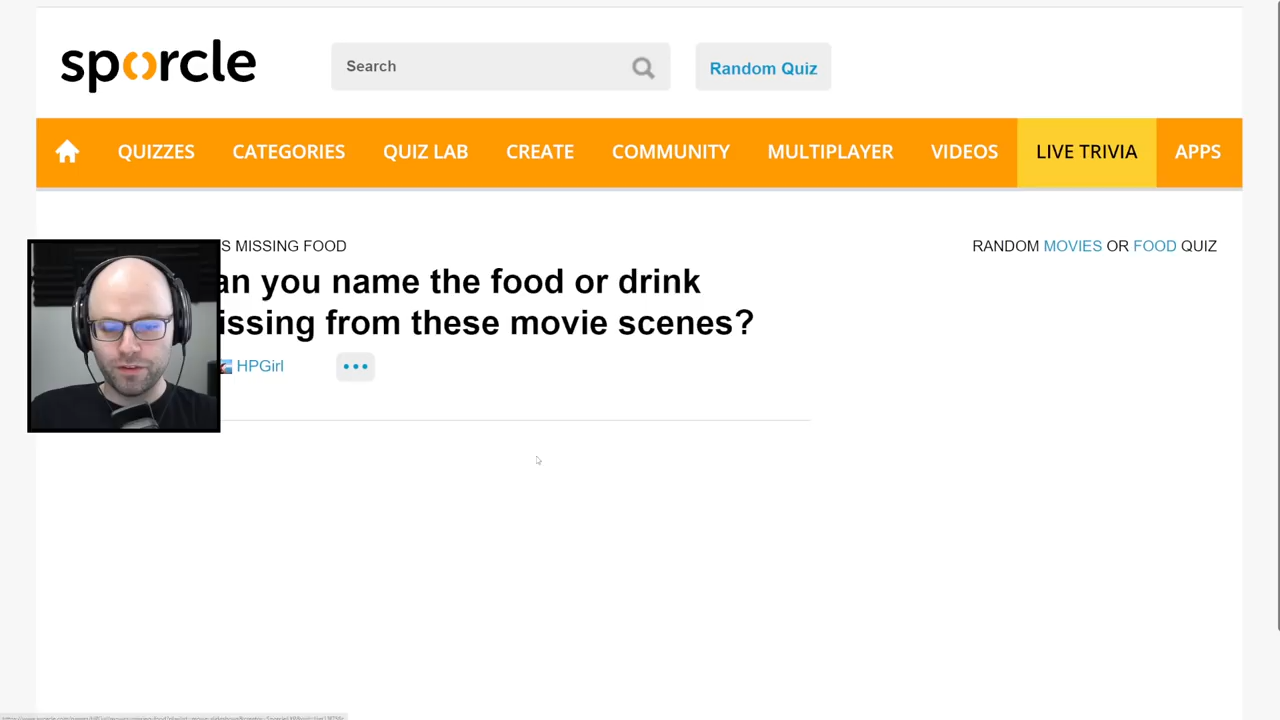 sporcle
Search
Random Quiz
QUIZZES CATEGORIES QUIZ LAB CREATE COMMUNITY MULTIPLAYER VIDEOS LIVE TRIVIA APPS
S MISSING FOOD
RANDOM MOVIES OR FOOD QUIZ
an you name the food or drink
issing from these movie scenes?
HPGirl